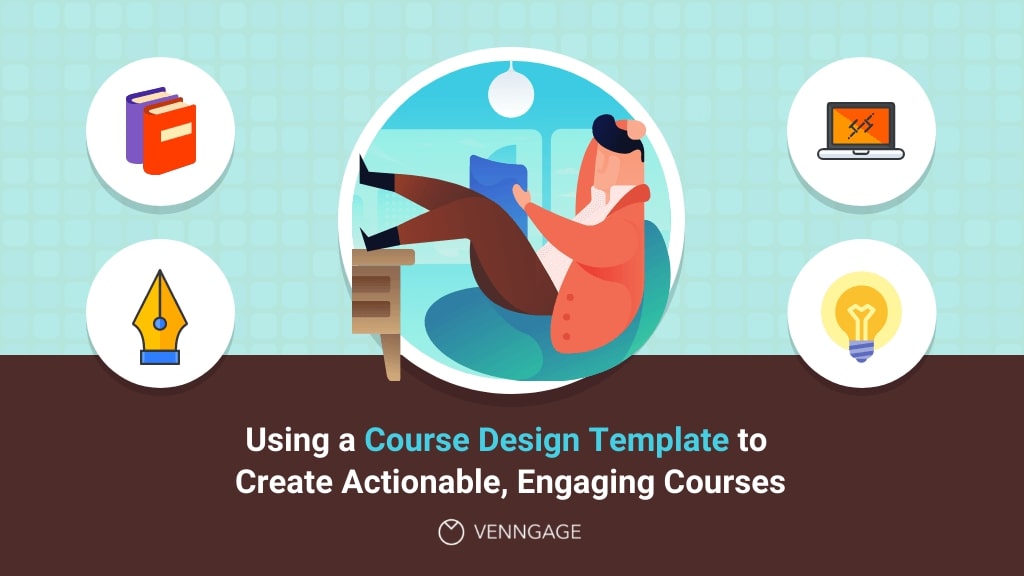 Using a Course Design Template to
Create Actionable, Engaging Courses
VENNGAGE